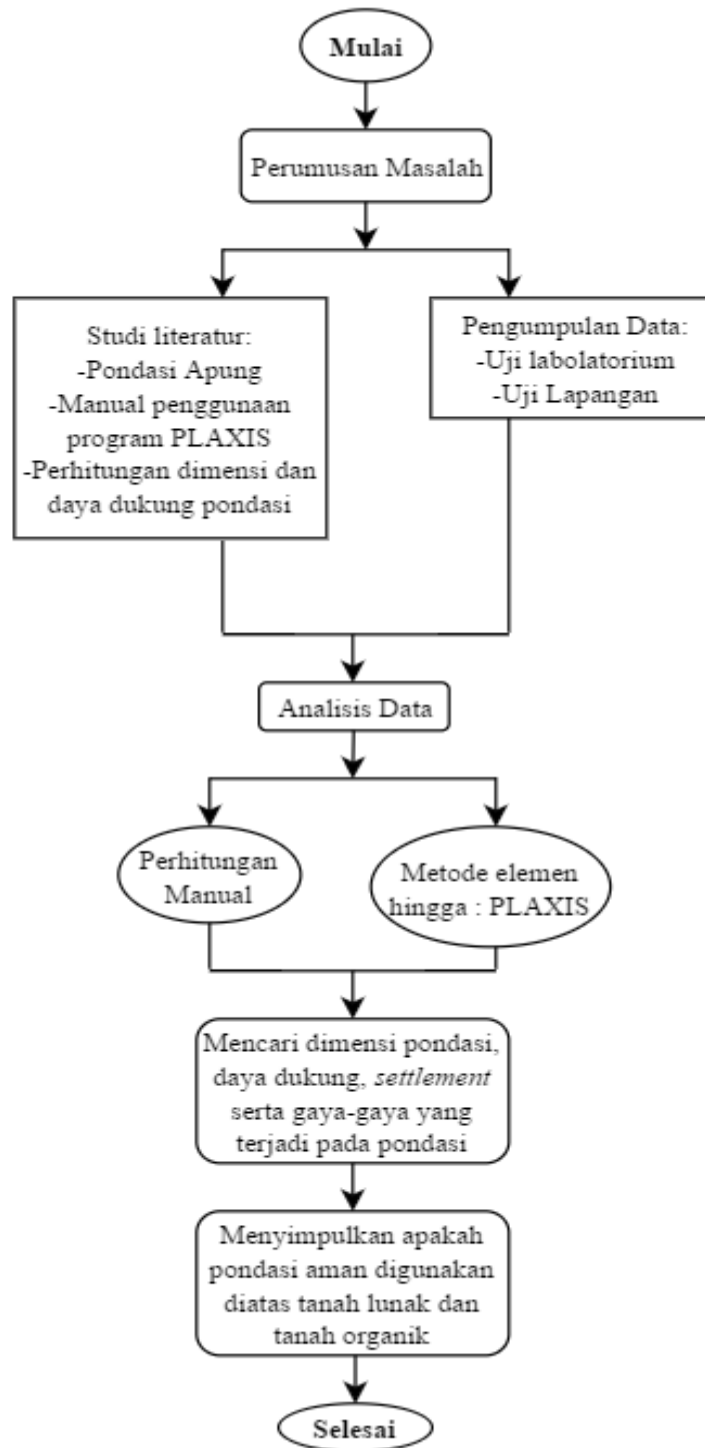 Mulai
Perumusan Masalah
Studi literatur:
-Pondasi Apung
-Manual penggunaan
program PLAXIS
-Perhitungan dimensi dan
daya dukung pondasi
Pengumpulan Data:
-Uji labolatorium
-Uji Lapangan
Analisis Data
Perhitungan
Manual
Metode elemen
hingga : PLAXIS
Mencari dimensi pondasi,
daya dukung, settlement
serta gaya-gaya yang
terjadi pada pondasi
Menyimpulkan apakah
pondasi aman digunakan
diatas tanah lunak dan
tanah organik
Selesai